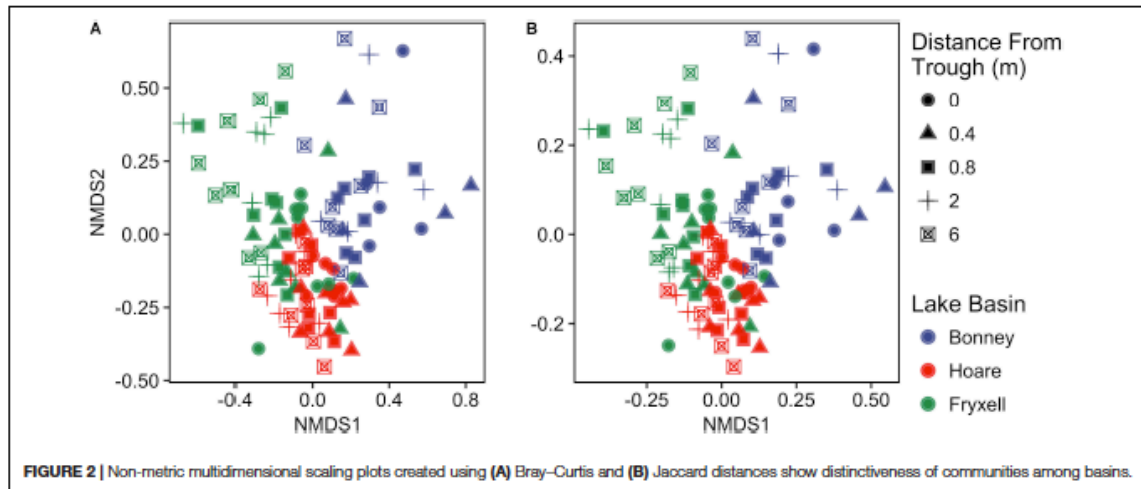 A
B
0.50
0.25
0.00
-0.25
-0.50
NMDS2
-0.4
0.0
0.4
0.8
NMDS1
0.4
0.2
0.0
-0.2
-0.25
0.00
0.25
0.50
NMDS1
Distance From
Trough (m)
0
0.4
0.8
2
6
Lake Basin
Bonney
Hoare
Fryxell
FIGURE 2 | Non-metric multidimensional scaling plots created using (A) Bray–Curtis and (B) Jaccard distances show distinctiveness of communities among basins.